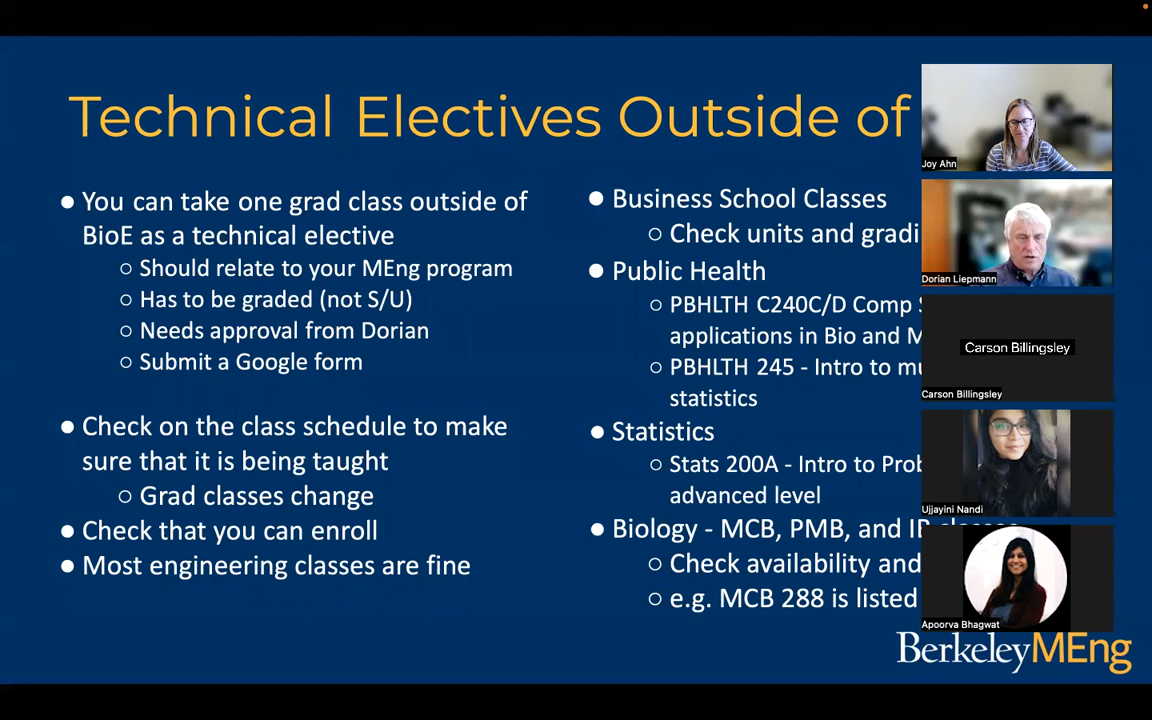 Technical Electives Outside of
● You can take one grad class outside of
BioE as a technical elective
○ Should relate to your MEng program
○ Has to be graded (not S/U)
○ Needs approval from Dorian
○ Submit a Google form
● Check on the class schedule to make
sure that it is being taught
○ Grad classes change
● Check that you can enroll
● Most engineering classes are fine
● Business School Classes
○ Check units and gradi
● Public Health
○ PBHLTH C240C/D Comp
applications in Bio and
○ PBHLTH 245 - Intro to
statistics
● Statistics
○ Stats 200A - Intro to Prob
advanced level
● Biology - MCB, PMB, and IB classes
○ Check availability and
○ e.g. MCB 288 is listed
Joy Ahn
Dorian Liepmann
Carson Billingsley
Carson Billingsley
Ujjayini Nandi
Apoorva Bhagwat
BerkeleyMEng